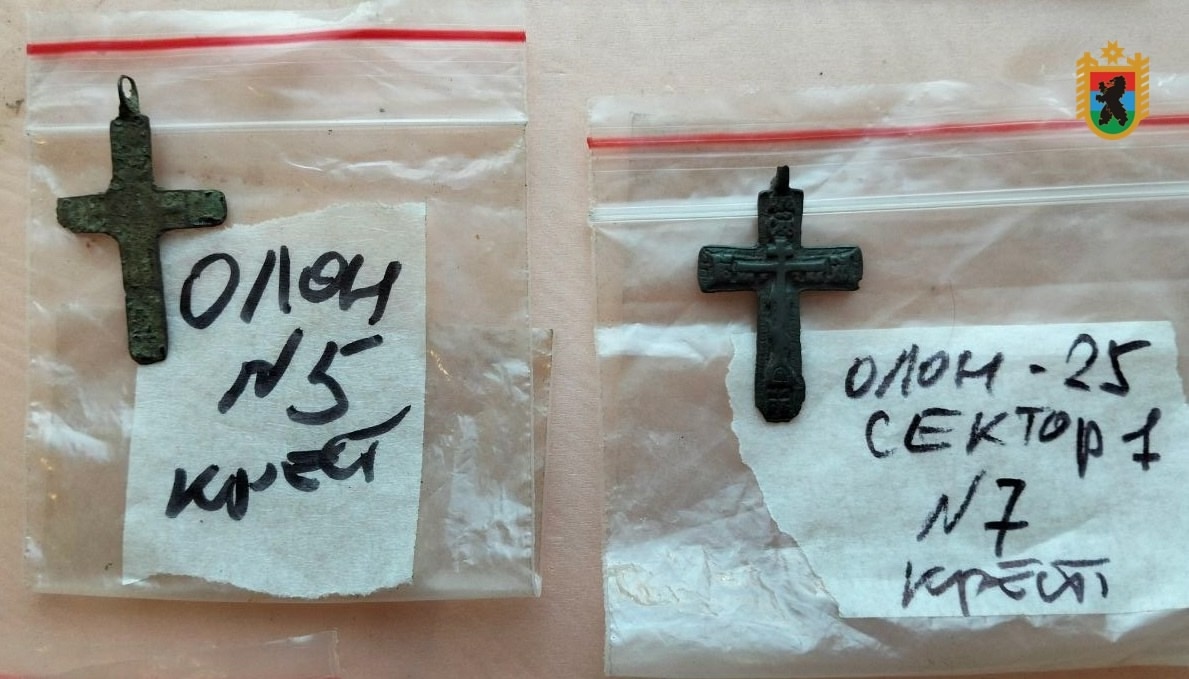 ОЛОН
N5
крест
ОЛОН - 25
СЕКТОР 1
N7
крест